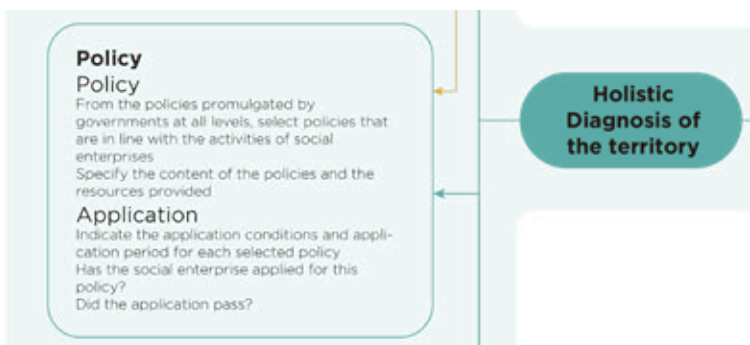 Policy
Policy
From the policies promulgated by
governments at all levels, select policies that
are in line with the activities of social
enterprises
Specify the content of the policies and the
resources provided
Application
Indicate the application conditions and appli-
cation period for each selected policy
Has the social enterprise applied for this
policy?
Did the application pass?
Holistic
Diagnosis of
the territory